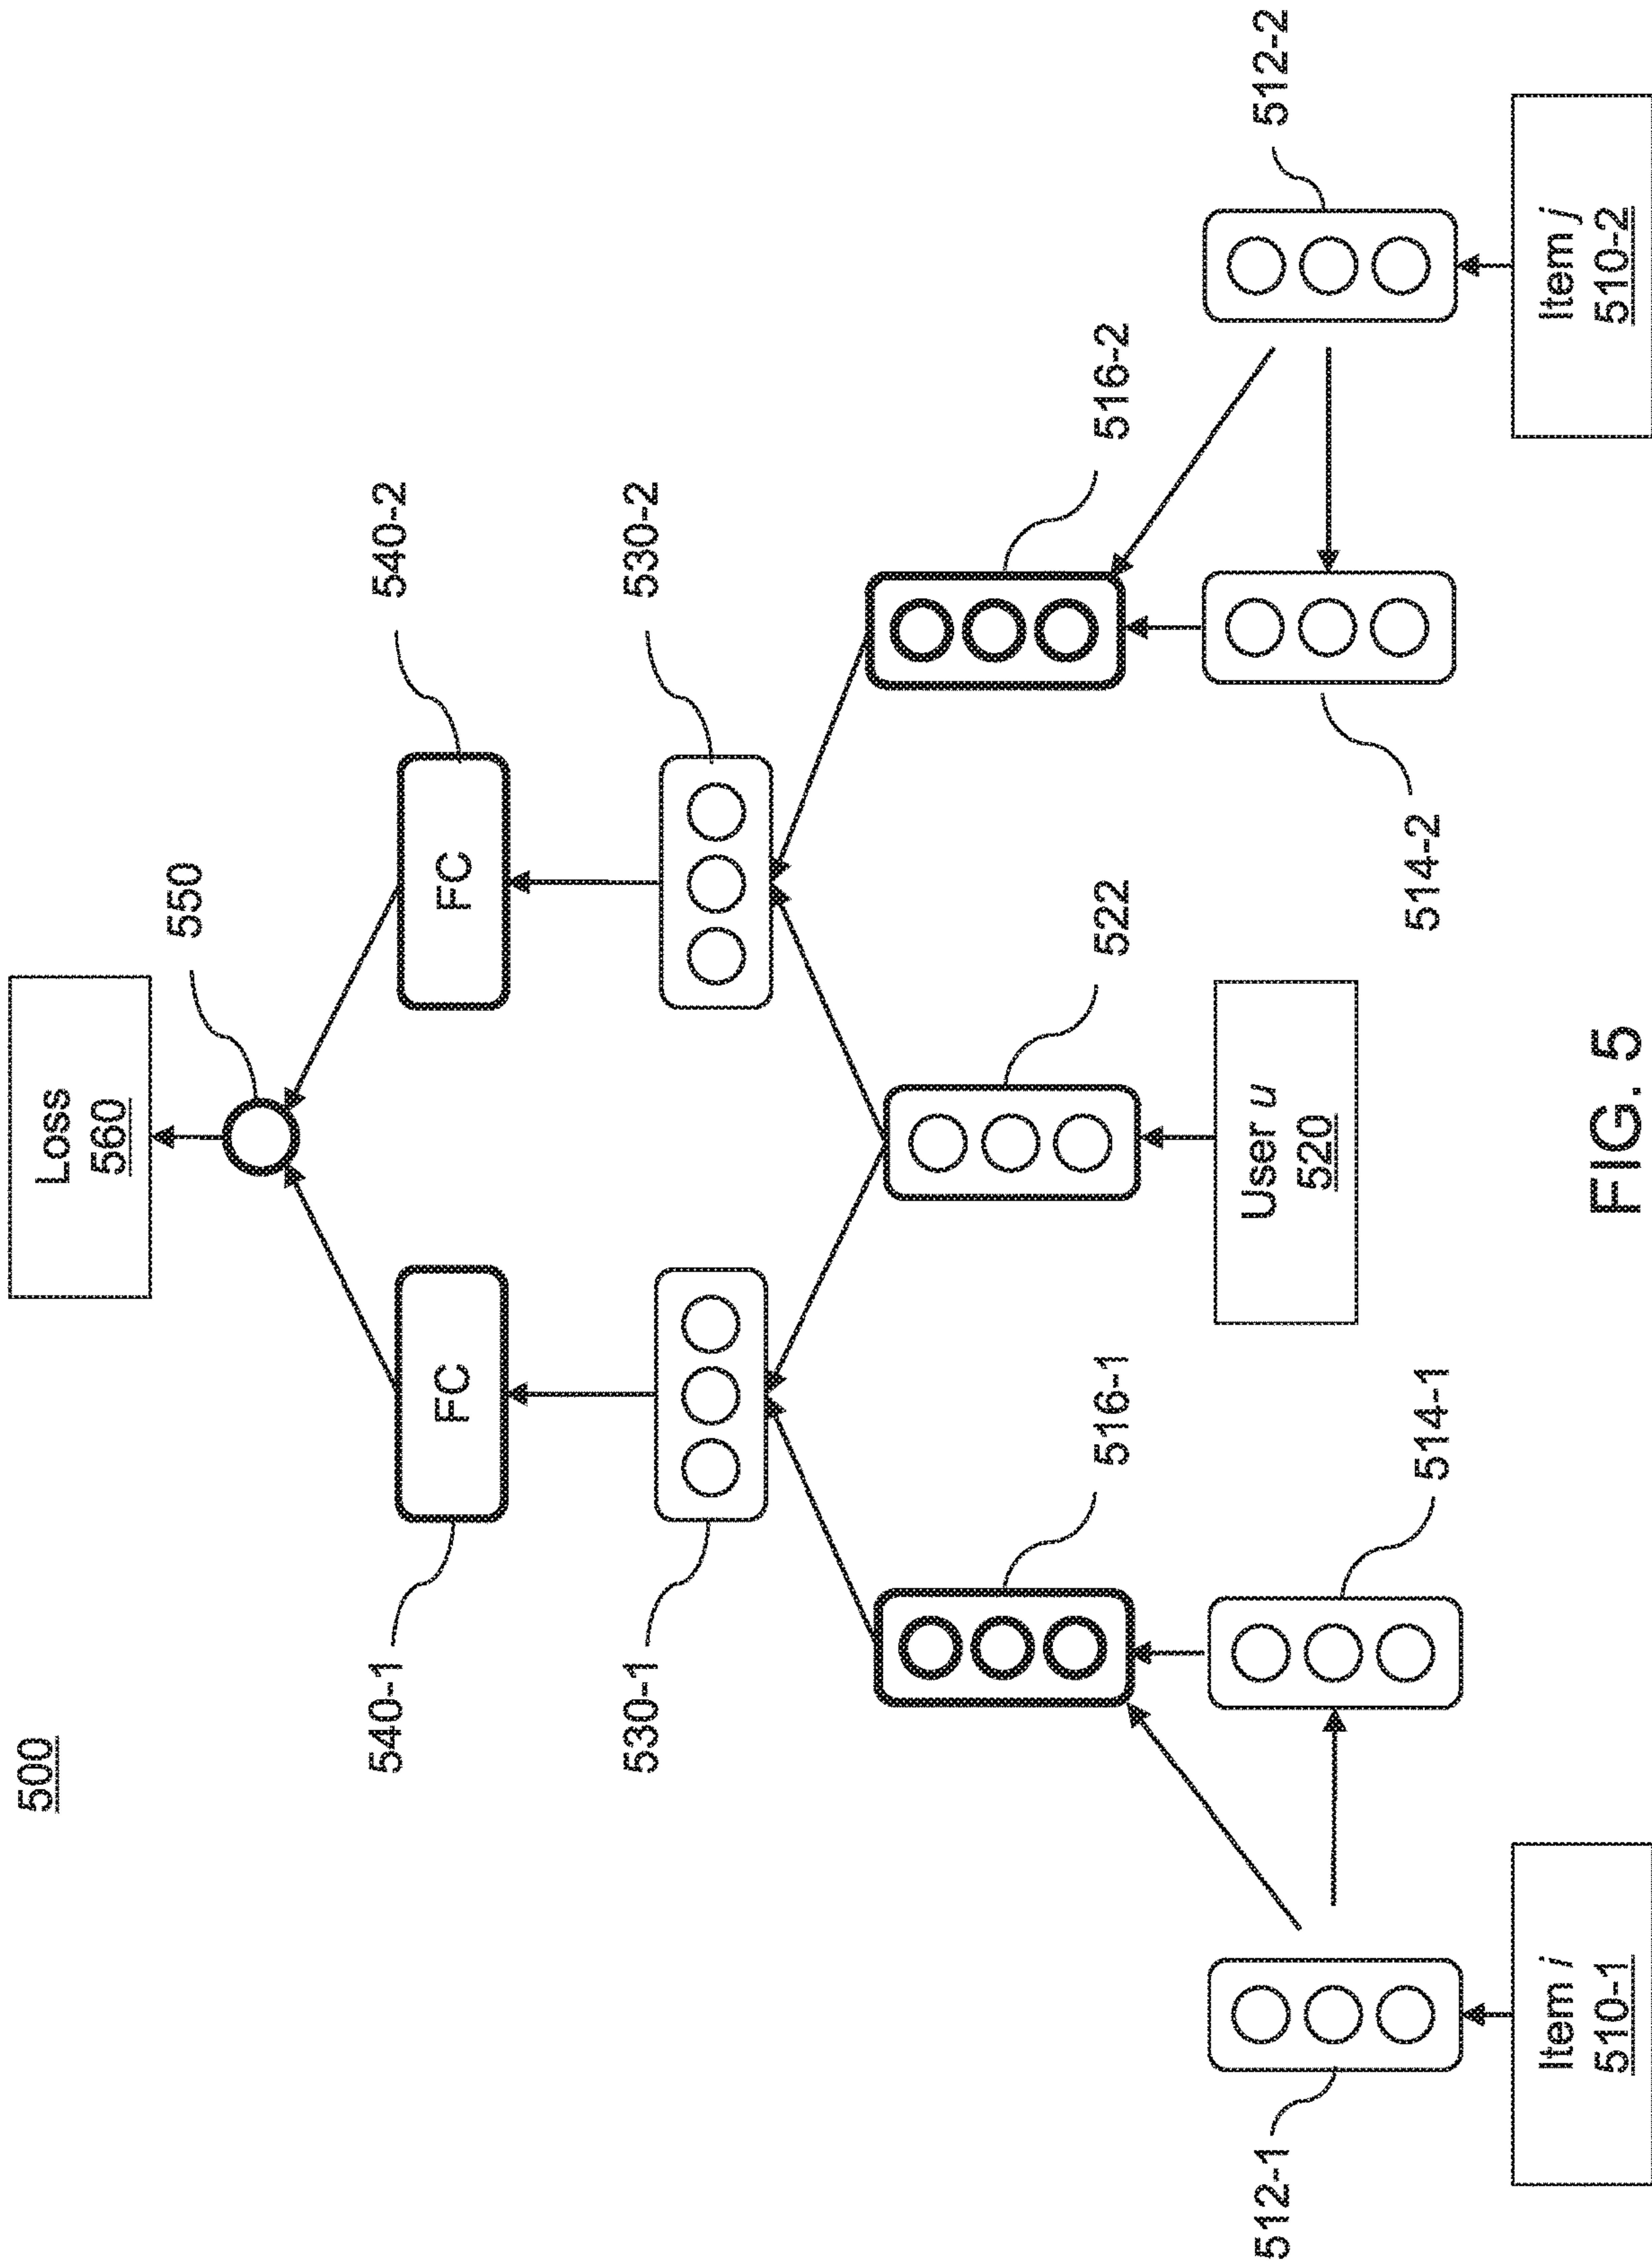 500
Loss
560
550
540-1
FC
FC
540-2
530-1
530-2
516-1
522
516-2
512-1
514-1
User u
520
514-2
512-2
Item i
510-1
Item j
510-2
FIG. 5